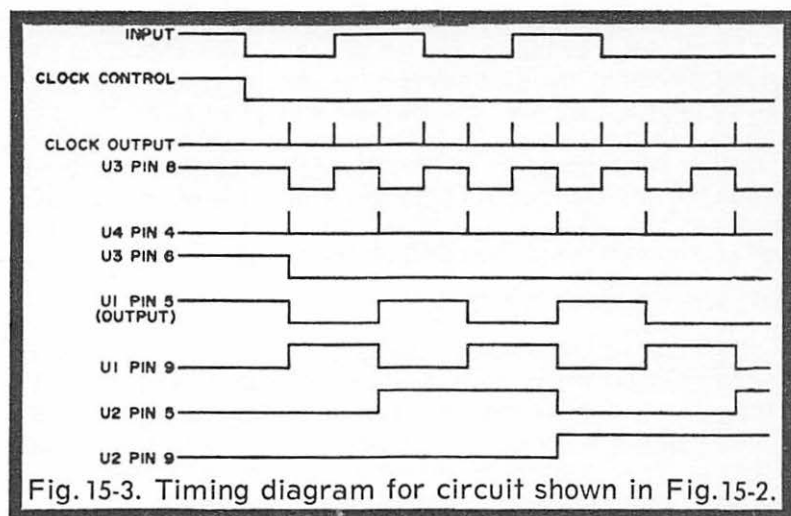 INPUT
CLOCK CONTROL
CLOCK OUTPUT
U3 PIN 8
U4 PIN 4
U3 PIN 6
U1 PIN 5
(OUTPUT)
U1 PIN 9
U2 PIN 5
U2 PIN 9
Fig. 15-3. Timing diagram for circuit shown in Fig.15-2.